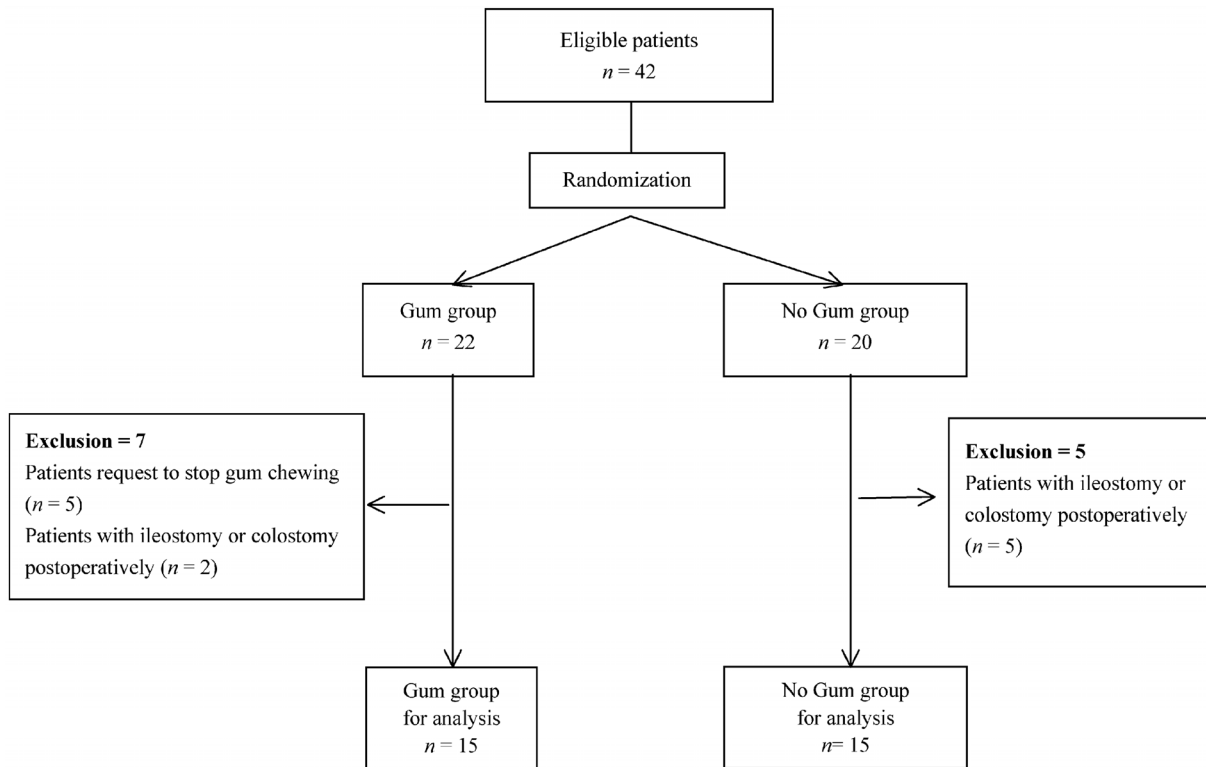 Eligible patients
n = 42
Randomization
Gum group
n = 22
No Gum group
n = 20
Exclusion = 7
Patients request to stop gum chewing
(n = 5)
Patients with ileostomy or colostomy
postoperatively (n = 2)
Exclusion = 5
Patients with ileostomy or
colostomy postoperatively
(n = 5)
Gum group
for analysis
n = 15
No Gum group
for analysis
n= 15